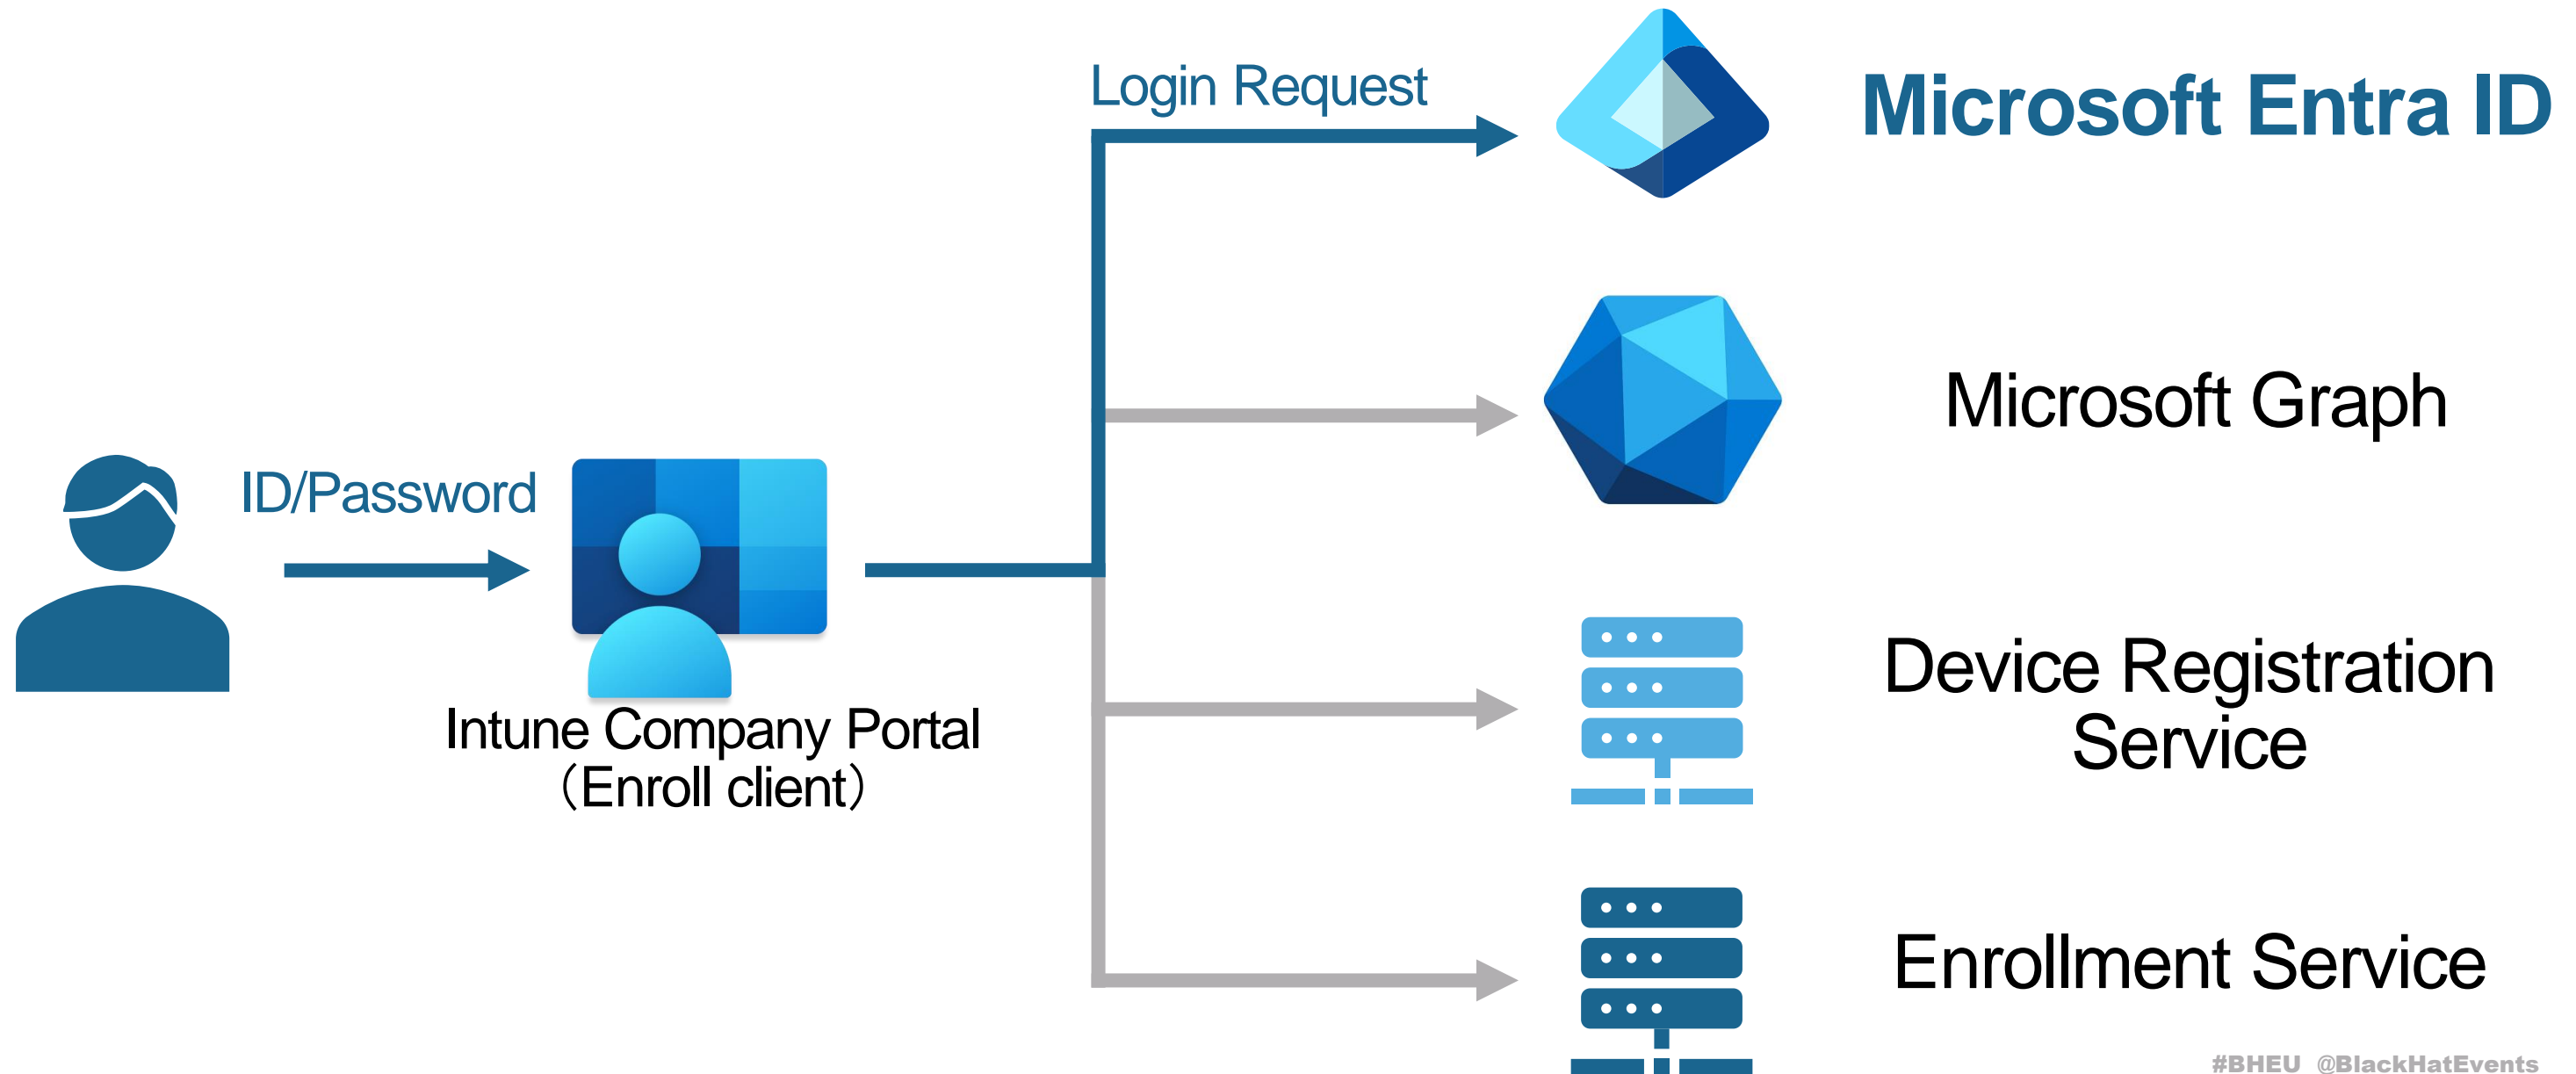 Login Request
Microsoft Entra ID
Microsoft Graph
ID/Password
Intune Company Portal
（Enroll client）
Device Registration
Service
Enrollment Service
#BHEU @BlackHatEvents